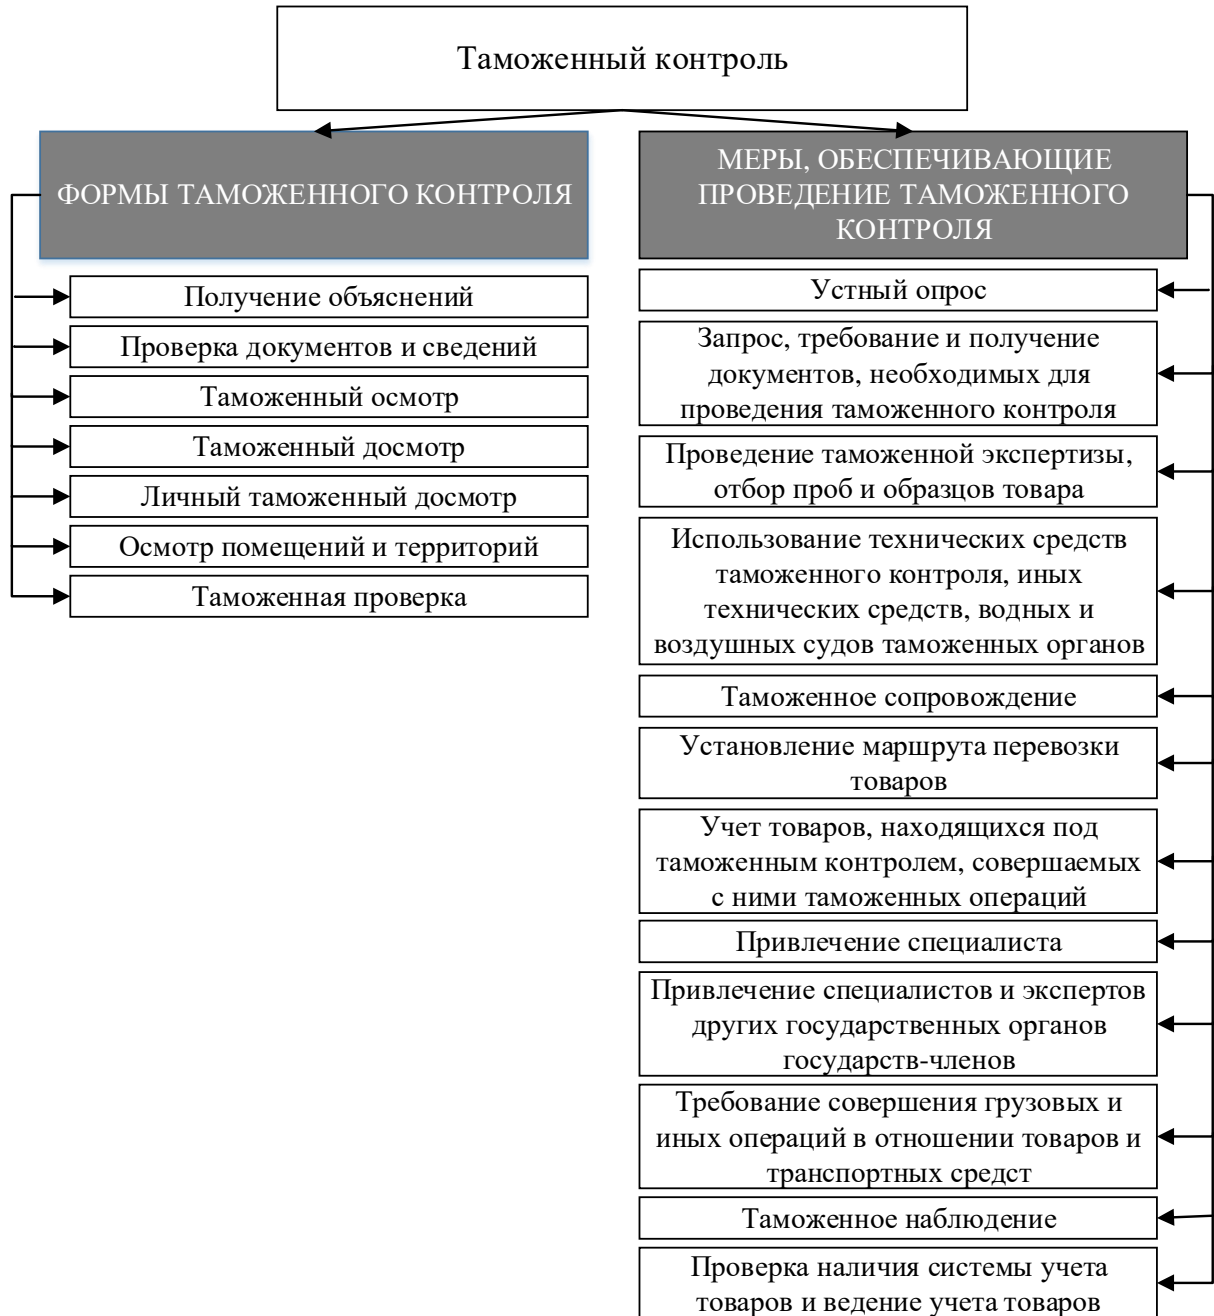 Таможенный контроль
ФОРМЫ ТАМОЖЕННОГО КОНТРОЛЯ
Получение объяснений
Проверка документов и сведений
Таможенный осмотр
Таможенный досмотр
Личный таможенный досмотр
Осмотр помещений и территорий
Таможенная проверка
МЕРЫ, ОБЕСПЕЧИВАЮЩИЕ
ПРОВЕДЕНИЕ ТАМОЖЕННОГО
КОНТРОЛЯ
Устный опрос
Запрос, требование и получение
документов, необходимых для
проведения таможенного контроля
Проведение таможенной экспертизы,
отбор проб и образцов товара
Использование технических средств
таможенного контроля, иных
технических средств, водных и
воздушных судов таможенных органов
Таможенное сопровождение
Установление маршрута перевозки
товаров
Учет товаров, находящихся под
таможенным контролем, совершаемых
с ними таможенных операций
Привлечение специалиста
Привлечение специалистов и экспертов
других государственных органов
государств-членов
Требование совершения грузовых и
иных операций в отношении товаров и
транспортных средст
Таможенное наблюдение
Проверка наличия системы учета
товаров и ведение учета товаров